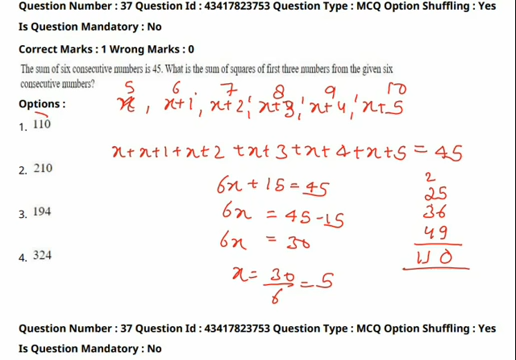 Question Number : 37 Question Id : 43417823753 Question Type : MCQ Option Shuffling : Yes
Is Question Mandatory : No
Correct Marks : 1 Wrong Marks : 0
The sum of six consecutive numbers is 45. What is the sum of squares of first three numbers from the given six
consecutive numbers?
5 6 7 8 9 10
x, x+1, x+2, x+3, x+4, x+5
Options :
1. 110
x+x+1+x+2+x+3+x+4+x+5=45
2. 210
6x+15=45
6x=45-15
3. 194
6x=30
4. 324
x=30/6=5
2
25
36
49
110
Question Number : 37 Question Id : 43417823753 Question Type : MCQ Option Shuffling : Yes
Is Question Mandatory : No